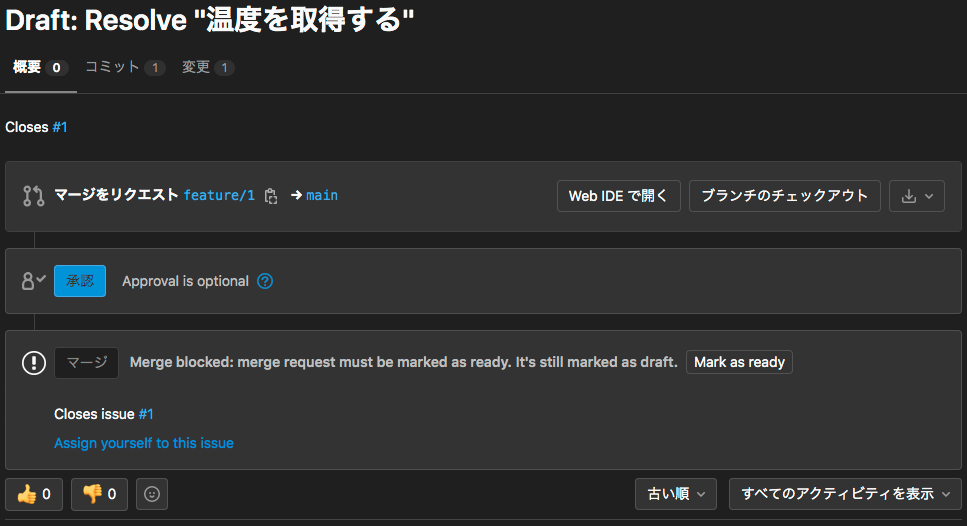 Draft: Resolve "温度を取得する"
概要 0 コミット 1 変更 1
Closes #1
マージをリクエスト feature/1 → main Web IDE で開く ブランチのチェックアウト
承認 Approval is optional ?
マージ Merge blocked: merge request must be marked as ready. It's still marked as draft. Mark as ready
Closes issue #1
Assign yourself to this issue
👍 0 👎 0 古い順 すべてのアクティビティを表示